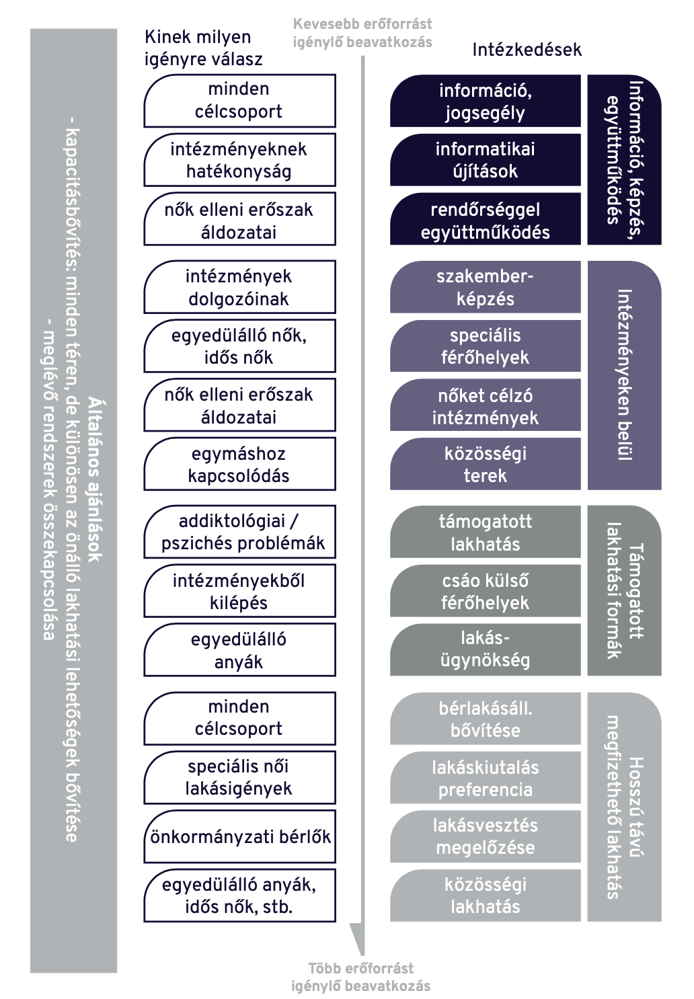 Általános ajánlások
- kapacitásbővítés: minden téren, de különösen az önálló lakhatási lehetőségek bővítése
- meglévő rendszerek összekapcsolása
Kinek milyen
igényre válasz
Kevesebb erőforrást
igénylő beavatkozás
Intézkedések
minden
célcsoport
információ,
jogsegély
intézményeknek
hatékonyság
informatikai
újítások
nők elleni erőszak
áldozatai
rendőrséggel
együttműködés
Információ, képzés,
együttműködés
intézmények
dolgozóinak
szakember-
képzés
egyedülálló nők,
idős nők
speciális
férőhelyek
nők elleni erőszak
áldozatai
nőket célzó
intézmények
egymáshoz
kapcsolódás
közösségi
terek
Intézményeken belül
addiktológiai /
pszichés problémák
támogatott
lakhatás
intézményekből
kilépés
csáo külső
férőhelyek
egyedülálló
anyák
lakás-
ügynökség
Támogatott
lakhatási formák
minden
célcsoport
bérlakásáll.
bővítése
speciális női
lakásigények
lakáskiutalás
preferencia
önkormányzati bérlők
lakásvesztés
megelőzése
egyedülálló anyák,
idős nők, stb.
közösségi
lakhatás
Hosszú távú
megfizethető lakhatás
Több erőforrást
igénylő beavatkozás